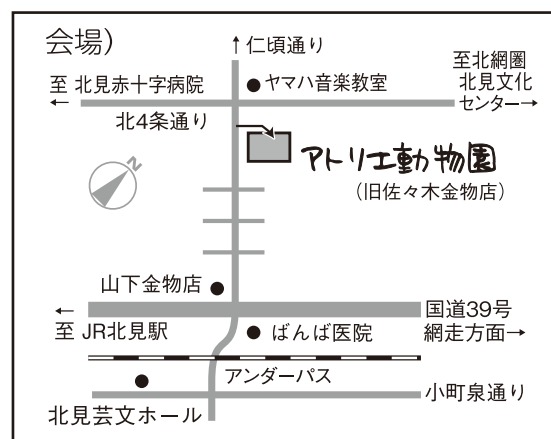 会場)
↑仁頃通り
至 北見赤十字病院
←
ヤマハ音楽教室
至北網圏
北見文化
センター→
北4条通り
アトリエ動物園
(旧佐々木金物店)
N
山下金物店
←
至 JR北見駅
国道39号
網走方面→
ばんば医院
アンダーパス
小町泉通り
北見芸文ホール